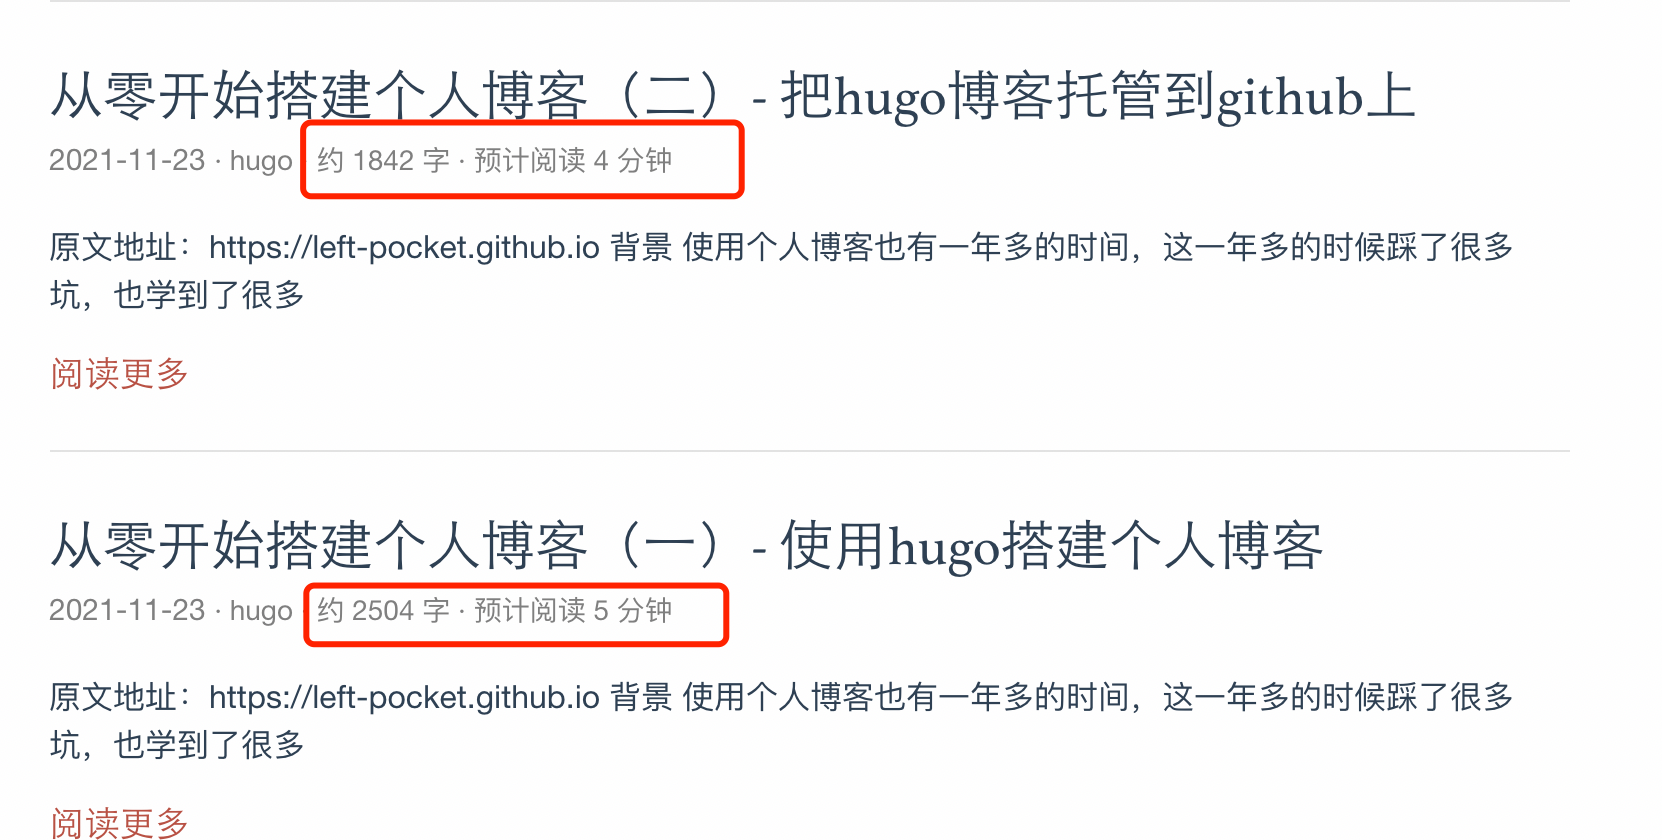 从零开始搭建个人博客（二）- 把hugo博客托管到github上
2021-11-23 · hugo · 约 1842 字 · 预计阅读 4 分钟
原文地址：https://left-pocket.github.io 背景 使用个人博客也有一年多的时间，这一年多的时候踩了很多
坑，也学到了很多
阅读更多
从零开始搭建个人博客（一）- 使用hugo搭建个人博客
2021-11-23 · hugo · 约 2504 字 · 预计阅读 5 分钟
原文地址：https://left-pocket.github.io 背景 使用个人博客也有一年多的时间，这一年多的时候踩了很多
坑，也学到了很多
阅读更多